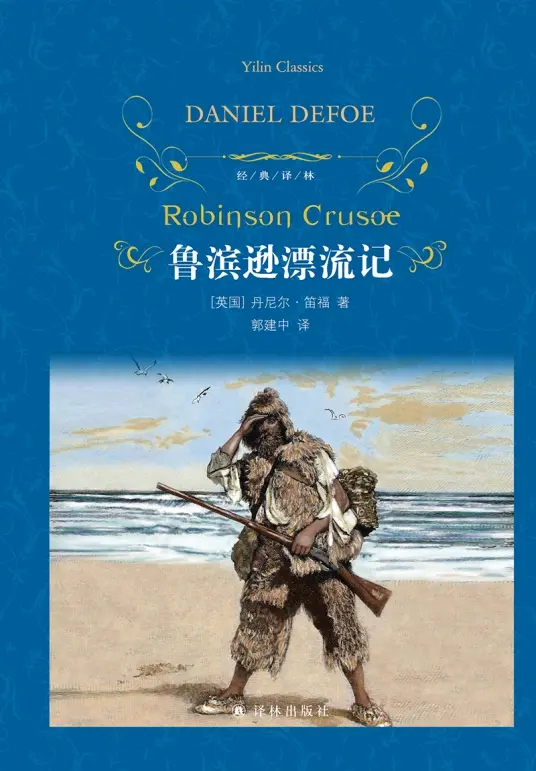 Yilin Classics
DANIEL DEFOE
经/典/译/林
Robinson Crusoe
鲁滨逊漂流记
[英国] 丹尼尔·笛福 著
郭建中 译
译林出版社